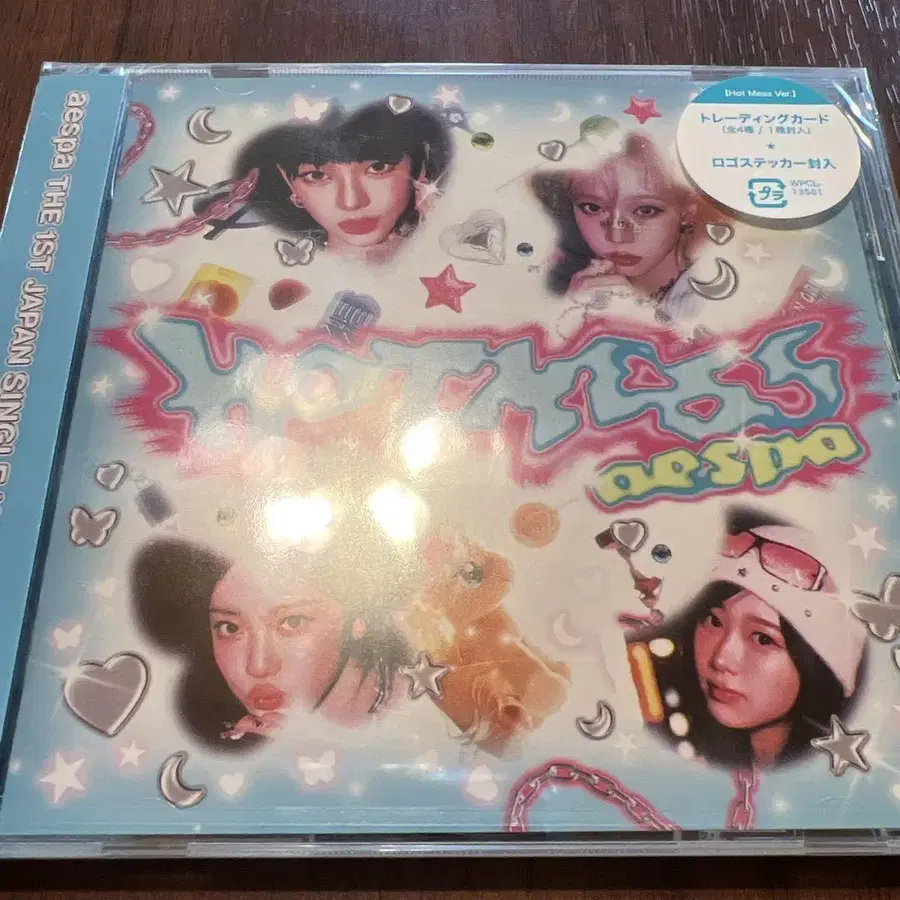 aespa THE 1ST JAPAN SINGLE
【Hot Mess Ver.】
トレーディングカード
(全4種 / 1種封入)
★
ロゴステッカー封入
プラ
WPCL-
13561
HOT MESS
aespa